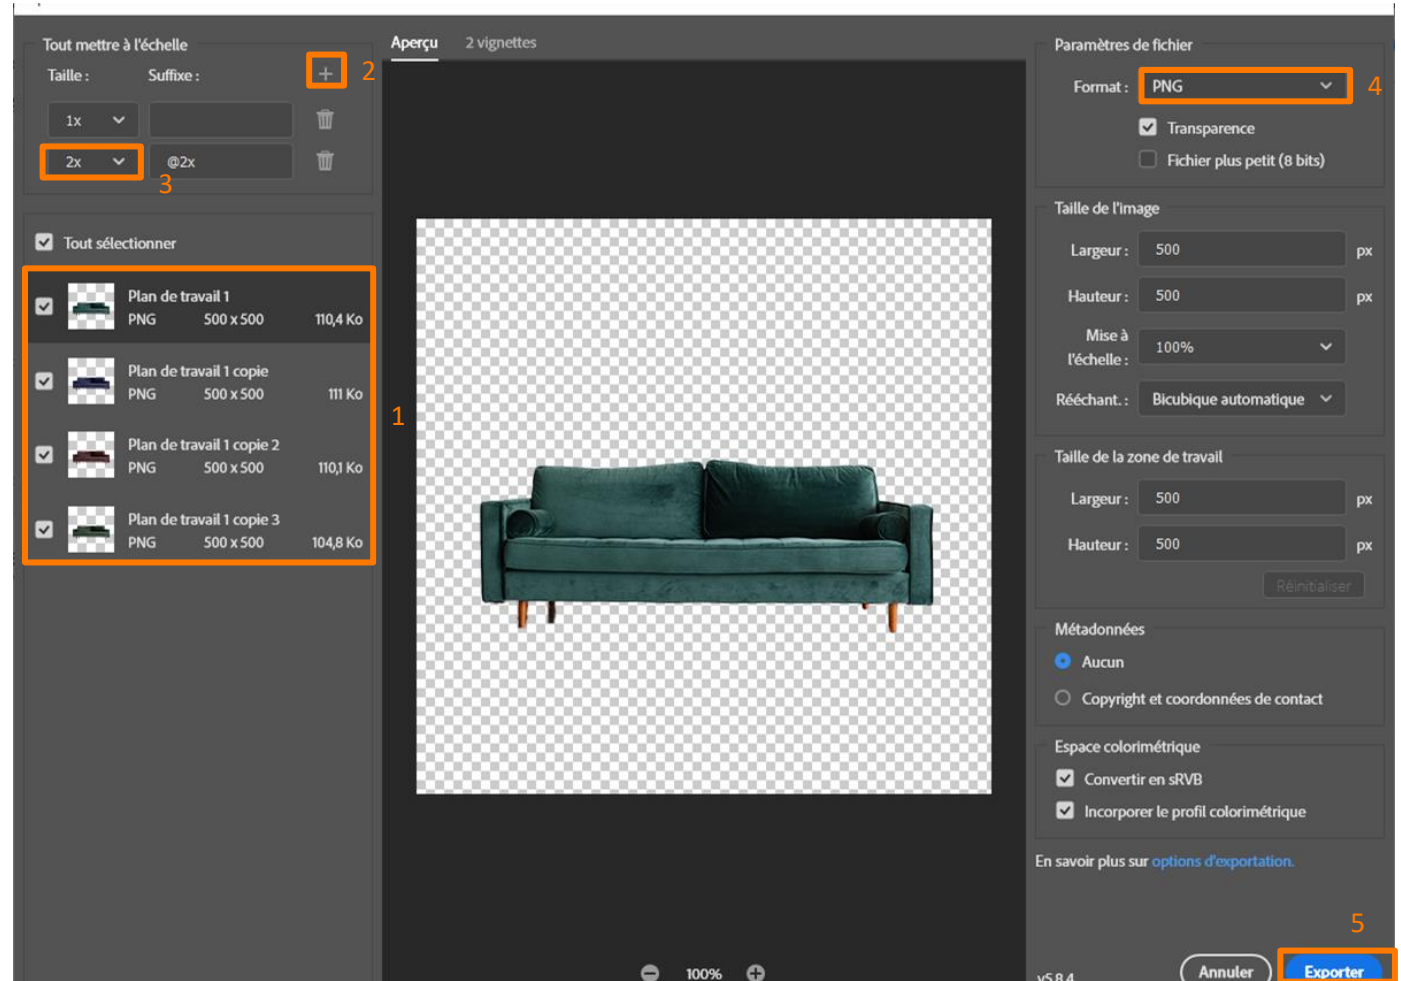 Tout mettre à l'échelle
Taille :
Suffixe :
2
1x
2x
@2x
3
Tout sélectionner
Plan de travail 1
PNG 500 x 500 110,4 Ko
Plan de travail 1 copie
PNG 500 x 500 111 Ko
Plan de travail 1 copie 2
PNG 500 x 500 110,1 Ko
Plan de travail 1 copie 3
PNG 500 x 500 104,8 Ko
1
Aperçu
2 vignettes
100%
Paramètres de fichier
Format : PNG
4
Transparence
Fichier plus petit (8 bits)
Taille de l'image
Largeur : 500 px
Hauteur : 500 px
Mise à
l'échelle : 100%
Rééchant. : Bicubique automatique
Taille de la zone de travail
Largeur : 500 px
Hauteur : 500 px
Réinitialiser
Métadonnées
Aucun
Copyright et coordonnées de contact
Espace colorimétrique
Convertir en sRVB
Incorporer le profil colorimétrique
En savoir plus sur options d'exportation.
5
v5.8.4
Annuler
Exporter